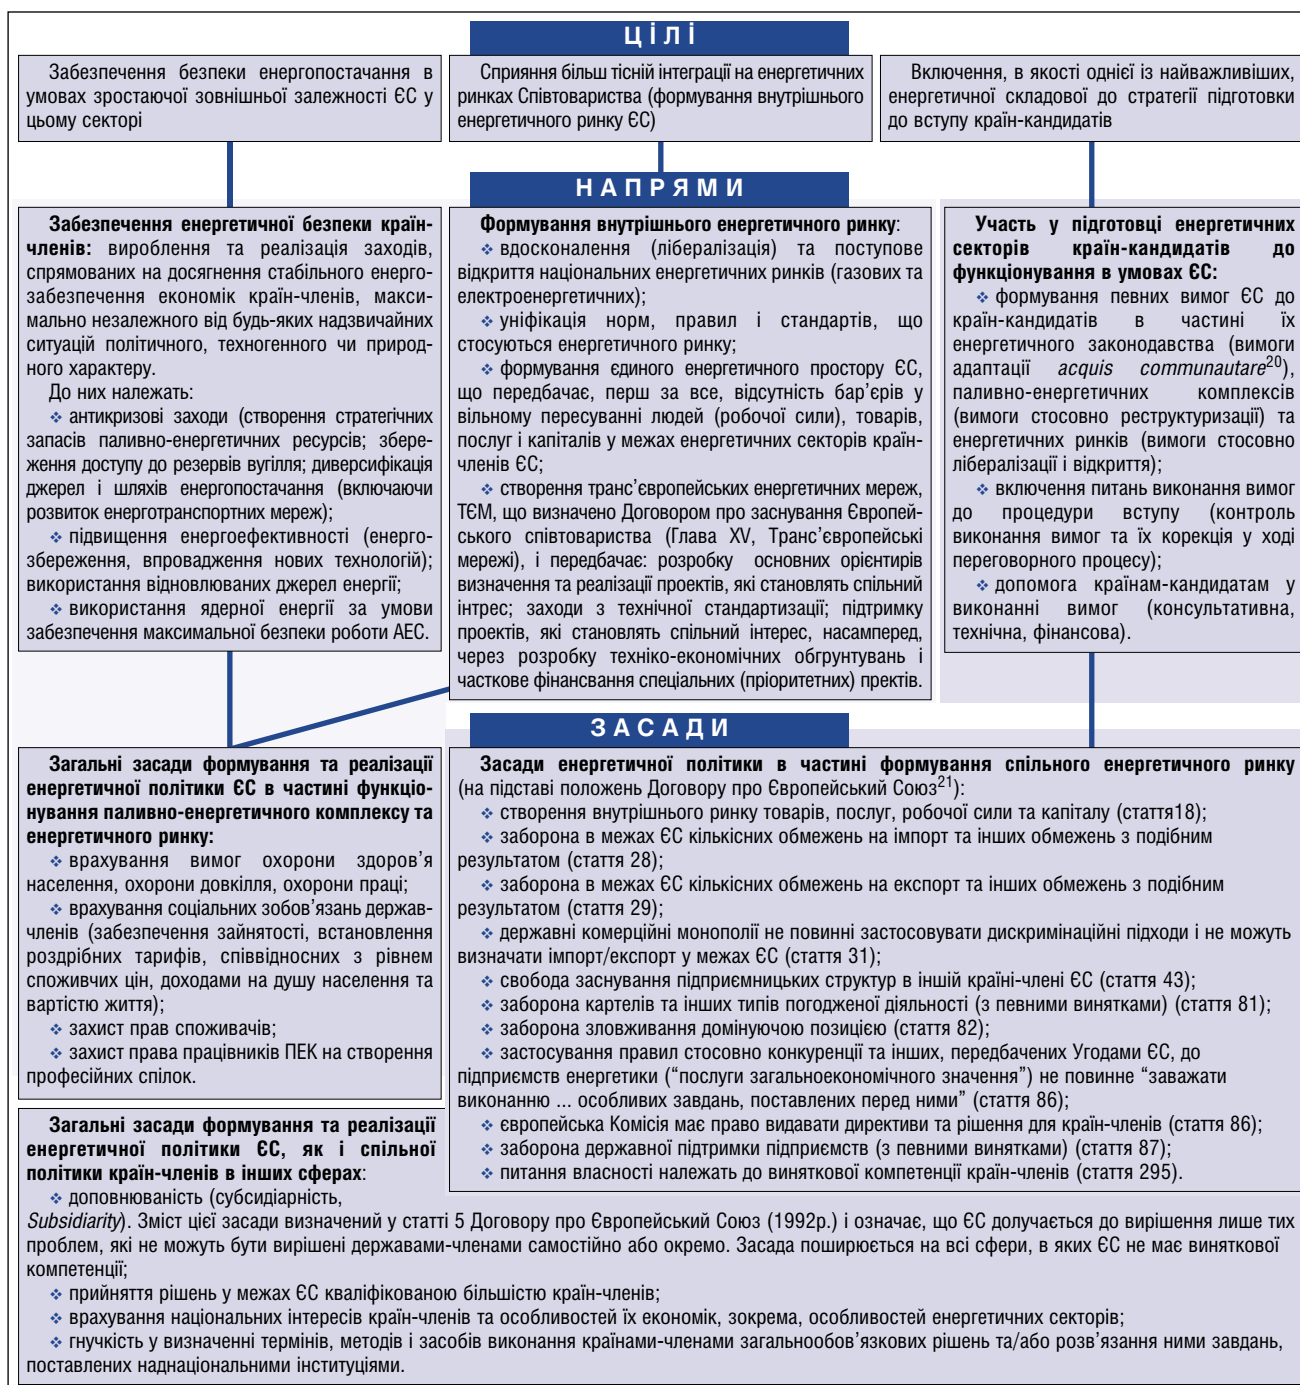 ЦІЛІ
Забезпечення безпеки енергопостачання в
умовах зростаючої зовнішньої залежності ЄС у
цьому секторі
Сприяння більш тісній інтеграції на енергетичних
ринках Співтовариства (формування внутрішнього
енергетичного ринку ЄС)
Включення, в якості однієї із найважливіших,
енергетичної складової до стратегії підготовки
до вступу країн-кандидатів
НАПРЯМИ
Забезпечення енергетичної безпеки країн-
членів: вироблення та реалізація заходів,
спрямованих на досягнення стабільного енерго-
забезпечення економік країн-членів, макси-
мально незалежного від будь-яких надзвичайних
ситуацій політичного, техногенного чи природ-
ного характеру.
До них належать:
❖ антикризові заходи (створення стратегічних
запасів паливно-енергетичних ресурсів; збере-
ження доступу до резервів вугілля; диверсифікація
джерел і шляхів енергопостачання (включаючи
розвиток енерготранспортних мереж);
❖ підвищення енергоефективності (енерго-
збереження, впровадження нових технологій);
використання відновлюваних джерел енергії;
❖ використання ядерної енергії за умови
забезпечення максимальної безпеки роботи АЕС.
Формування внутрішнього енергетичного ринку:
❖ вдосконалення (лібералізація) та поступове
відкриття національних енергетичних ринків (газових та
електроенергетичних);
❖ уніфікація норм, правил і стандартів, що
стосуються енергетичного ринку;
❖ формування єдиного енергетичного простору ЄС,
що передбачає, перш за все, відсутність бар’єрів у
вільному пересуванні людей (робочої сили), товарів,
послуг і капіталів у межах енергетичних секторів країн-
членів ЄС;
❖ створення транс’європейських енергетичних мереж,
ТЄМ, що визначено Договором про заснування Європей-
ського співтовариства (Глава XV, Транс’європейські
мережі), і передбачає: розробку основних орієнтирів
визначення та реалізації проектів, які становлять спільний
інтрес; заходи з технічної стандартизації; підтримку
проектів, які становлять спільний інтерес, насамперед,
через розробку техніко-економічних обгрунтувань і
часткове фінансвання спеціальних (пріоритетних) пректів.
Участь у підготовці енергетичних
секторів країн-кандидатів до
функціонування в умовах ЄС:
❖ формування певних вимог ЄС до
країн-кандидатів в частині їх
енергетичного законодавства (вимоги
адаптації acquis communautare20),
паливно-енергетичних комплексів
(вимоги стосовно реструктуризації) та
енергетичних ринків (вимоги стосовно
лібералізації і відкриття);
❖ включення питань виконання вимог
до процедури вступу (контроль
виконання вимог та їх корекція у ході
переговорного процесу);
❖ допомога країнам-кандидатам у
виконанні вимог (консультативна,
технічна, фінансова).
ЗАСАДИ
Загальні засади формування та реалізації
енергетичної політики ЄС в частині функціо-
нування паливно-енергетичного комплексу та
енергетичного ринку:
❖ врахування вимог охорони здоров’я
населення, охорони довкілля, охорони праці;
❖ врахування соціальних зобов’язань держав-
членів (забезпечення зайнятості, встановлення
роздрібних тарифів, співвідносних з рівнем
споживчих цін, доходами на душу населення та
вартістю життя);
❖ захист прав споживачів;
❖ захист права працівників ПЕК на створення
професійних спілок.
Засади енергетичної політики в частині формування спільного енергетичного ринку
(на підставі положень Договору про Європейський Союз21):
❖ створення внутрішнього ринку товарів, послуг, робочої сили та капіталу (стаття18);
❖ заборона в межах ЄС кількісних обмежень на імпорт та інших обмежень з подібним
результатом (стаття 28);
❖ заборона в межах ЄС кількісних обмежень на експорт та інших обмежень з подібним
результатом (стаття 29);
❖ державні комерційні монополії не повинні застосовувати дискримінаційні підходи і не можуть
визначати імпорт/експорт у межах ЄС (стаття 31);
❖ свобода заснування підприємницьких структур в іншій країні-члені ЄС (стаття 43);
❖ заборона картелів та інших типів погодженої діяльності (з певними винятками) (стаття 81);
❖ заборона зловживання домінуючою позицією (стаття 82);
❖ застосування правил стосовно конкуренції та інших, передбачених Угодами ЄС, до
підприємств енергетики (“послуги загальноекономічного значення”) не повинне “заважати
виконанню ... особливих завдань, поставлених перед ними” (стаття 86);
❖ європейська Комісія має право видавати директиви та рішення для країн-членів (стаття 86);
❖ заборона державної підтримки підприємств (з певними винятками) (стаття 87);
❖ питання власності належать до виняткової компетенції країн-членів (стаття 295).
Загальні засади формування та реалізації
енергетичної політики ЄС, як і спільної
політики країн-членів в інших сферах:
❖ доповнюваність (субсидіарність,
Subsidiarity). Зміст цієї засади визначений у статті 5 Договору про Європейський Союз (1992р.) і означає, що ЄС долучається до вирішення лише тих
проблем, які не можуть бути вирішені державами-членами самостійно або окремо. Засада поширюється на всі сфери, в яких ЄС не має виняткової
компетенції;
❖ прийняття рішень у межах ЄС кваліфікованою більшістю країн-членів;
❖ врахування національних інтересів країн-членів та особливостей їх економік, зокрема, особливостей енергетичних секторів;
❖ гнучкість у визначенні термінів, методів і засобів виконання країнами-членами загальнообов’язкових рішень та/або розв’язання ними завдань,
поставлених наднаціональними інституціями.